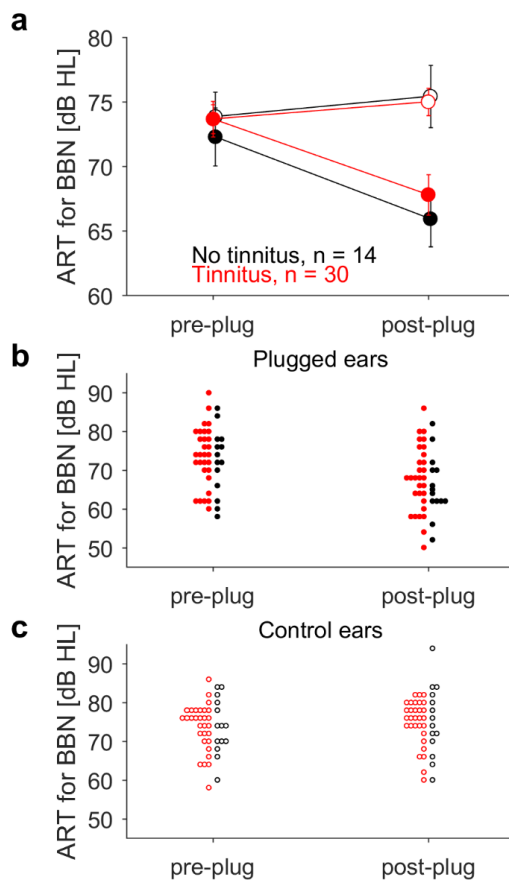 a
ART for BBN [dB HL]
80
75
70
65
60
No tinnitus, n = 14
Tinnitus, n = 30
pre-plug
post-plug
b
Plugged ears
ART for BBN [dB HL]
90
80
70
60
50
pre-plug
post-plug
c
Control ears
ART for BBN [dB HL]
90
80
70
60
50
pre-plug
post-plug